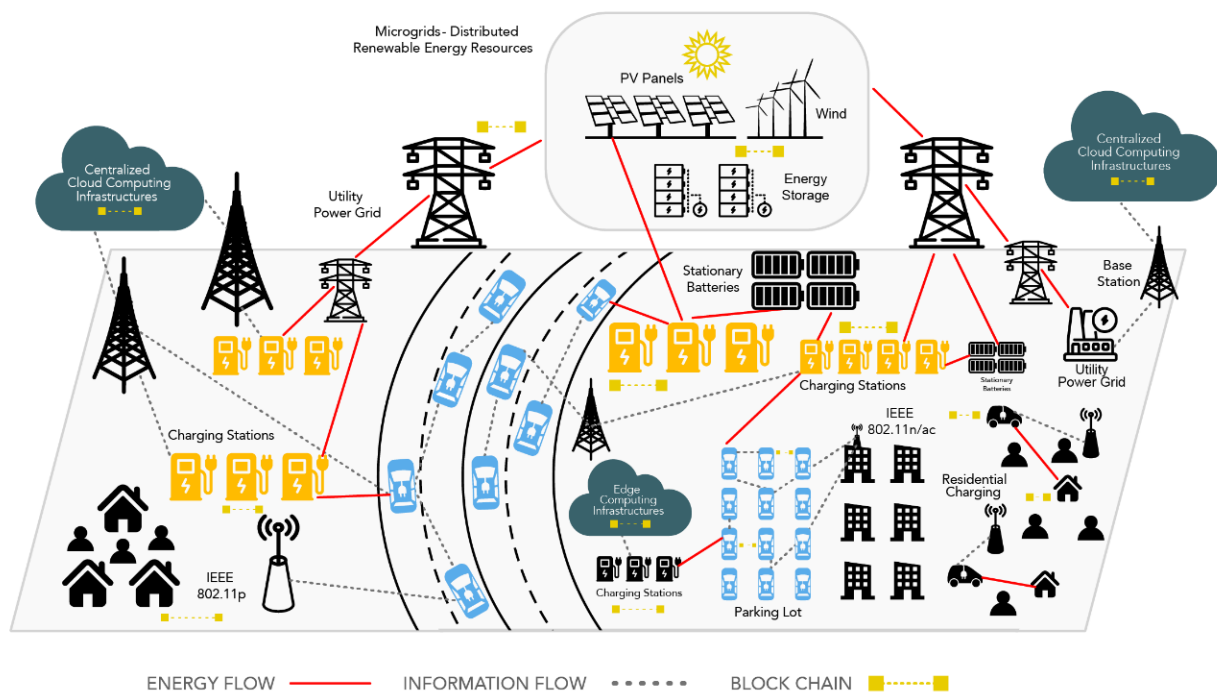 Microgrids- Distributed
Renewable Energy Resources
PV Panels
Wind
Energy
Storage
Centralized
Cloud Computing
Infrastructures
Utility
Power Grid
Centralized
Cloud Computing
Infrastructures
Stationary
Batteries
Base
Station
Charging Stations
Stationary
Batteries
Utility
Power Grid
Charging Stations
IEEE
802.11n/ac
Residential
Charging
Edge
Computing
Infrastructures
IEEE
802.11p
Charging Stations
Parking Lot
ENERGY FLOW
INFORMATION FLOW
BLOCK CHAIN